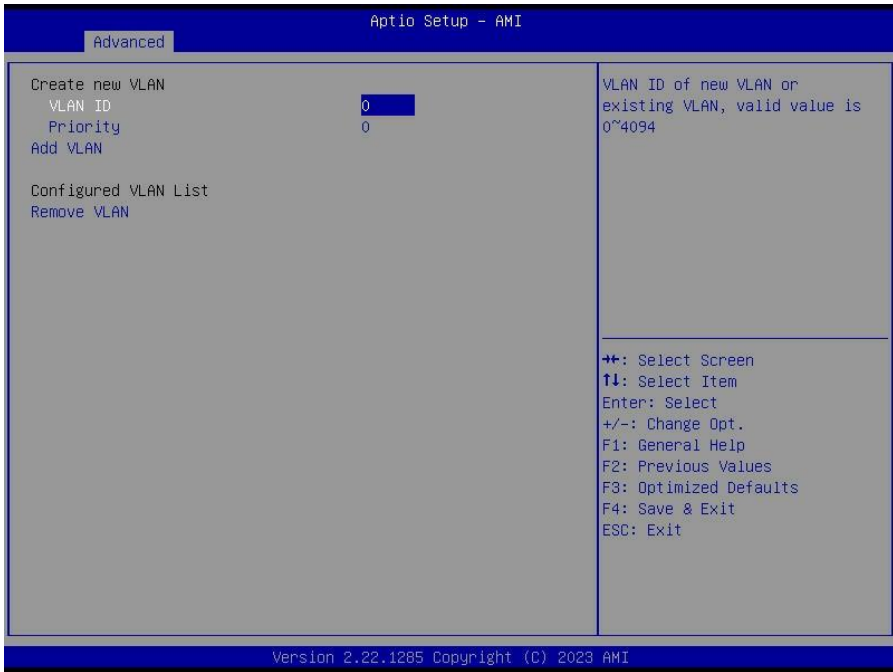 Aptio Setup - AMI
Advanced
Create new VLAN
VLAN ID 0
Priority 0
Add VLAN
Configured VLAN List
Remove VLAN
VLAN ID of new VLAN or
existing VLAN, valid value is
0~4094
→←: Select Screen
↑↓: Select Item
Enter: Select
+/-: Change Opt.
F1: General Help
F2: Previous Values
F3: Optimized Defaults
F4: Save & Exit
ESC: Exit
Version 2.22.1285 Copyright (C) 2023 AMI